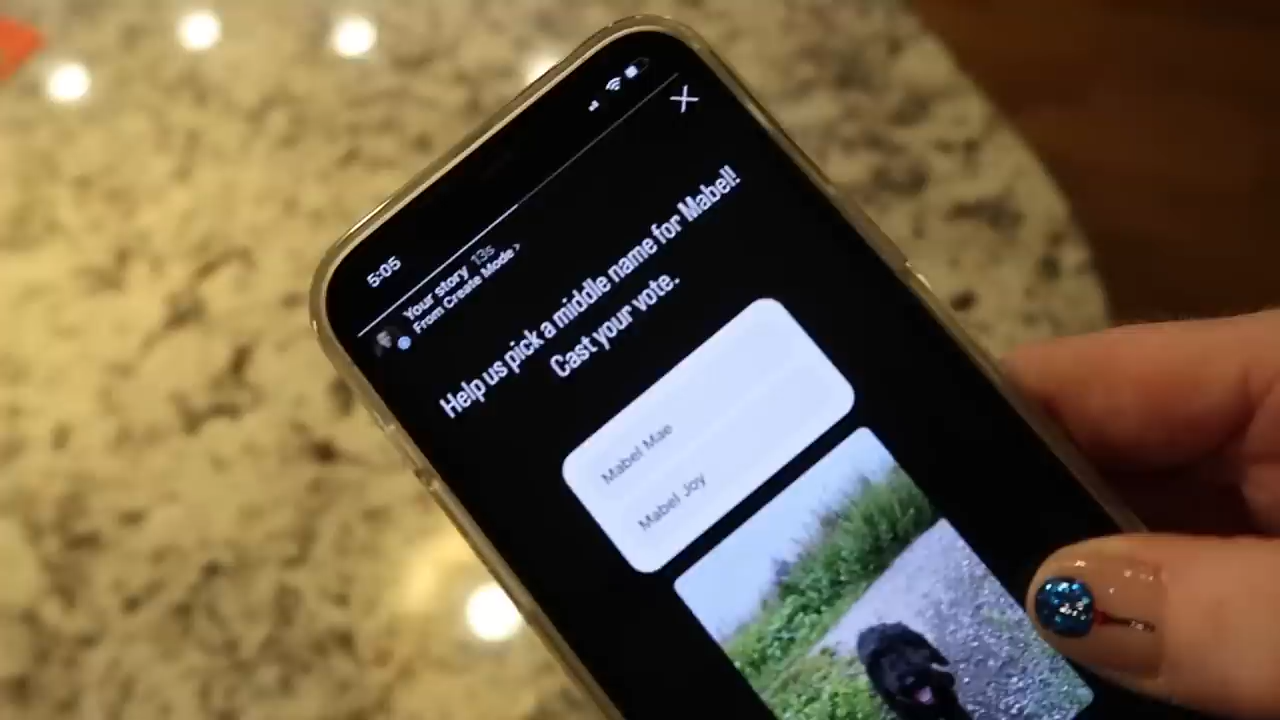 5:05
Your story 13s
From Create Mode >
Help us pick a middle name for Mabel!
Cast your vote.
Mabel Mae
Mabel Joy